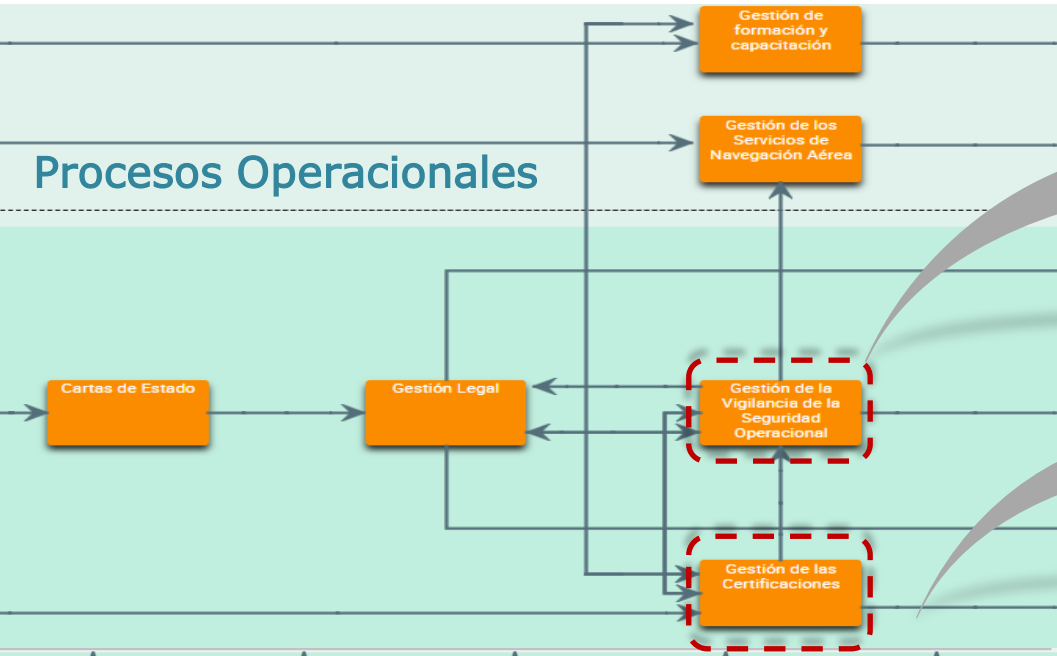 Gestión de
formación y
capacitación
Gestión de los
Servicios de
Navegación Aérea
Procesos Operacionales
Cartas de Estado
Gestión Legal
Gestión de la
Vigilancia de la
Seguridad
Operacional
Gestión de las
Certificaciones